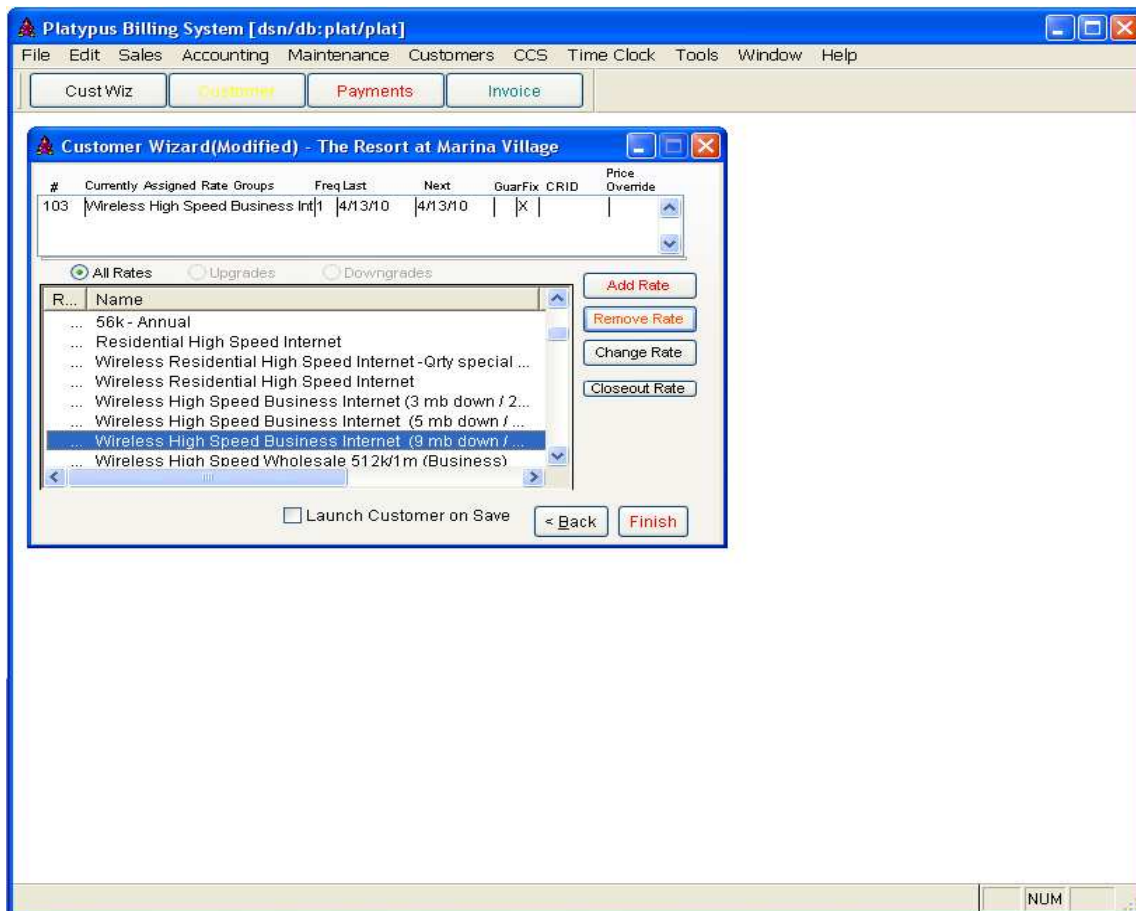 Platypus Billing System [dsn/db:plat/plat]
File Edit Sales Accounting Maintenance Customers CCS Time Clock Tools Window Help
Cust Wiz Customer Payments Invoice
Customer Wizard(Modified) - The Resort at Marina Village
# Currently Assigned Rate Groups Freq Last Next Guar Fix CRID Price Override
103 Wireless High Speed Business Int 1 4/13/10 4/13/10 X
All Rates Upgrades Downgrades
Add Rate
R... Name
Remove Rate
... 56k - Annual
... Residential High Speed Internet
Change Rate
... Wireless Residential High Speed Internet -Qrty special ...
... Wireless Residential High Speed Internet
Closeout Rate
... Wireless High Speed Business Internet (3 mb down / 2...
... Wireless High Speed Business Internet (5 mb down / ...
... Wireless High Speed Business Internet (9 mb down / ...
... Wireless High Speed Wholesale 512k/1m (Business)
Launch Customer on Save < Back Finish
NUM